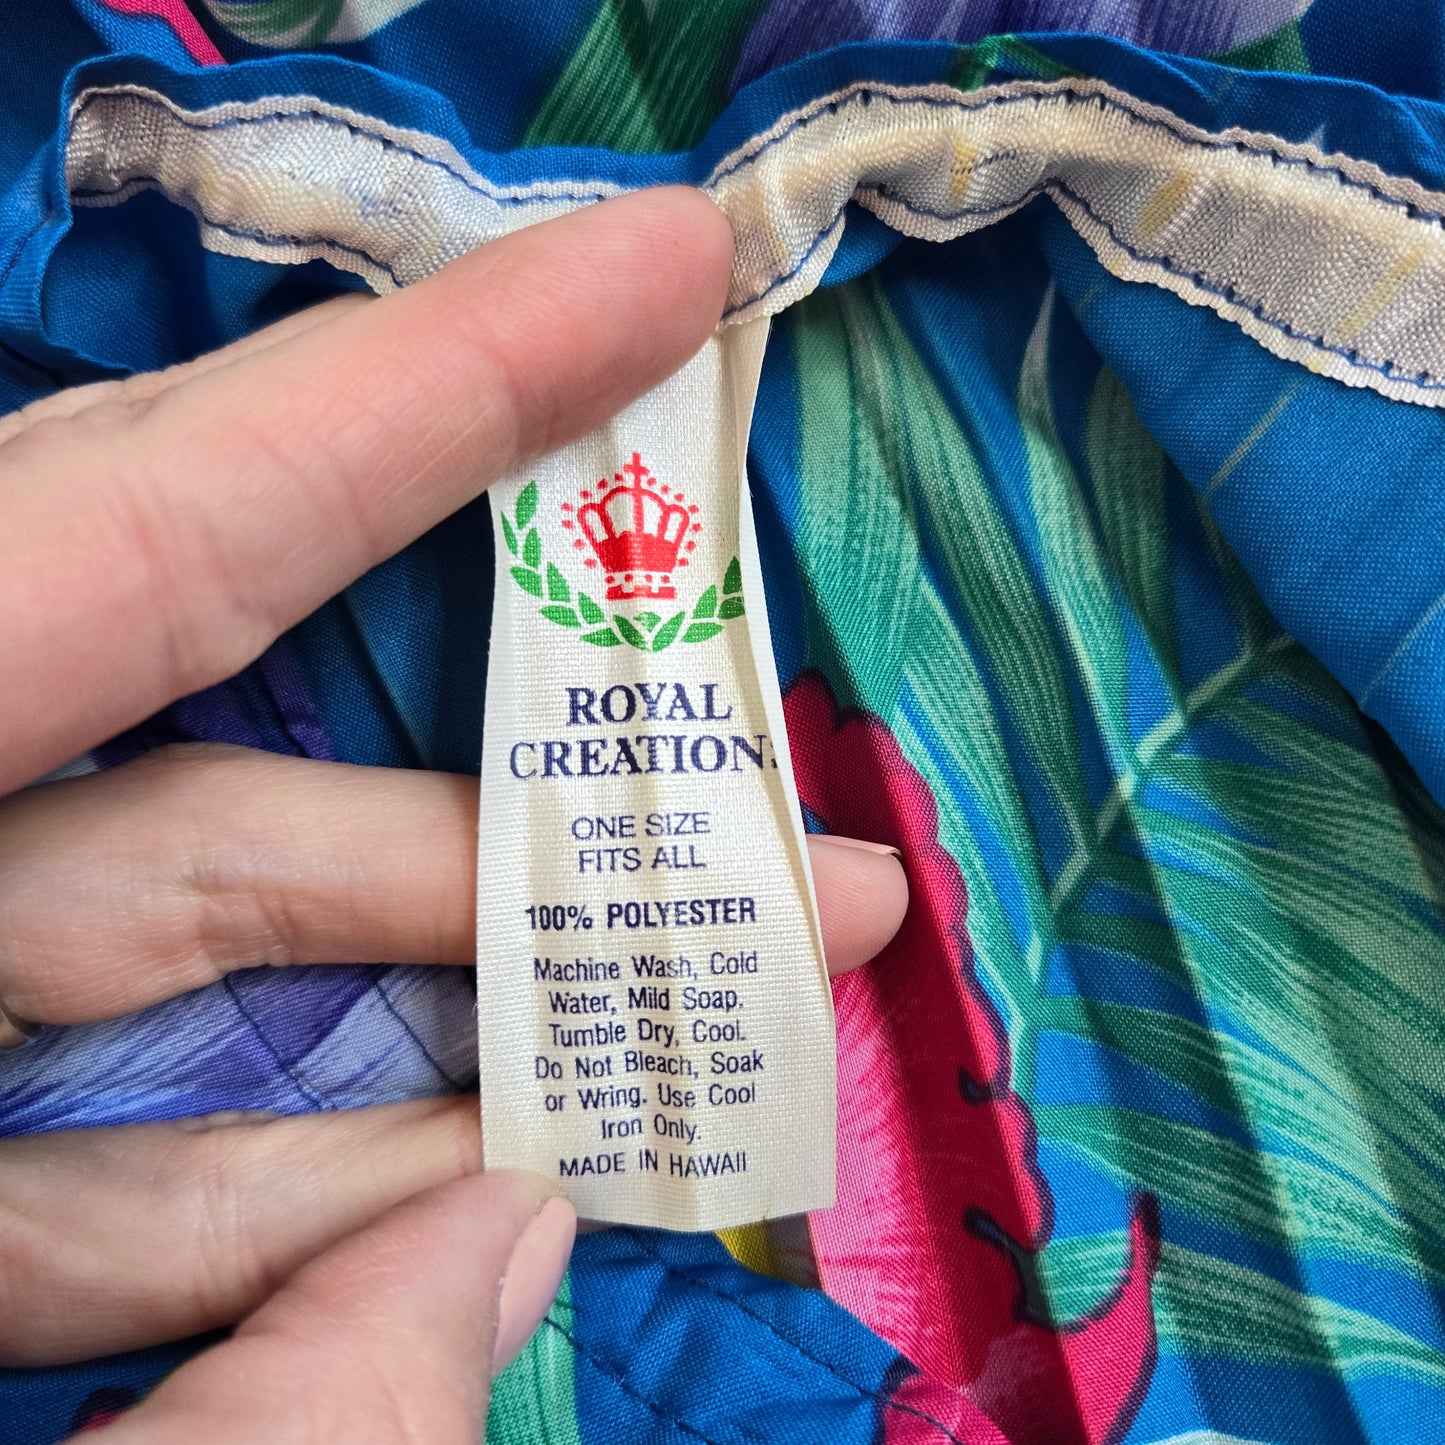 ROYAL
CREATIONS
ONE SIZE
FITS ALL
100% POLYESTER
Machine Wash, Cold
Water, Mild Soap.
Tumble Dry, Cool.
Do Not Bleach, Soak
or Wring. Use Cool
Iron Only.
MADE IN HAWAII